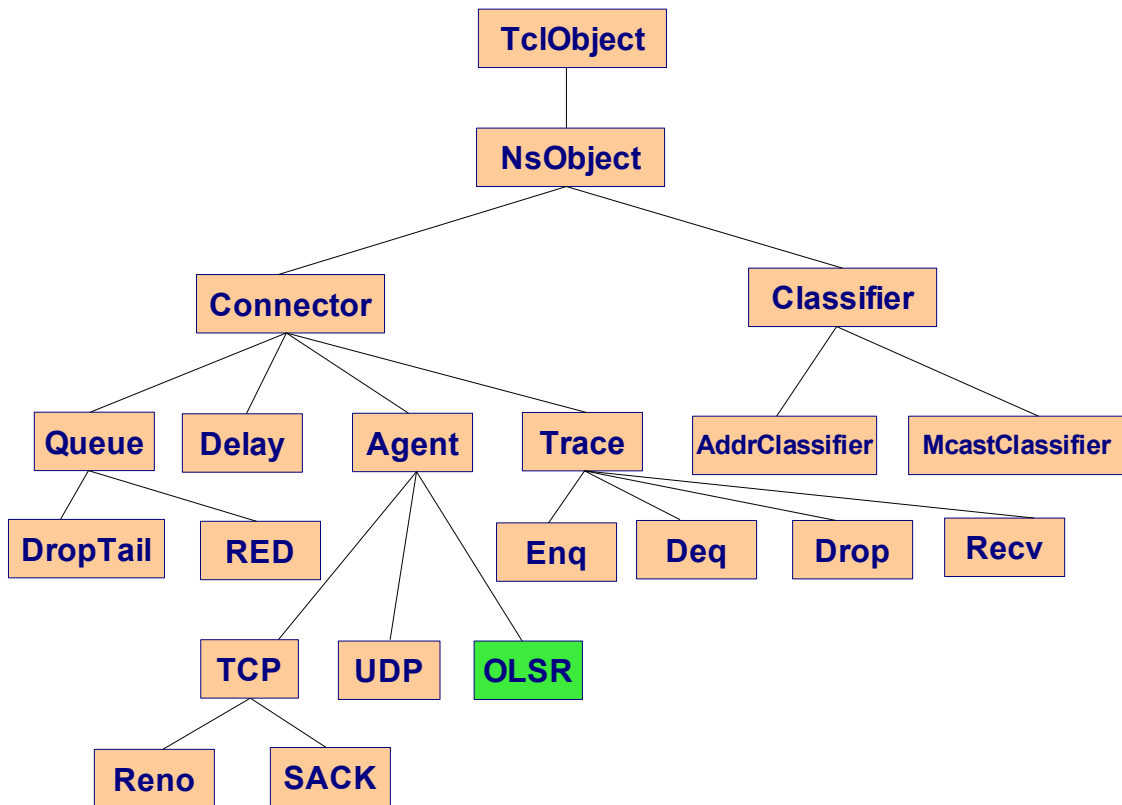 TclObject
NsObject
Connector
Classifier
Queue
Delay
Agent
Trace
AddrClassifier
McastClassifier
DropTail
RED
Enq
Deq
Drop
Recv
TCP
UDP
OLSR
Reno
SACK